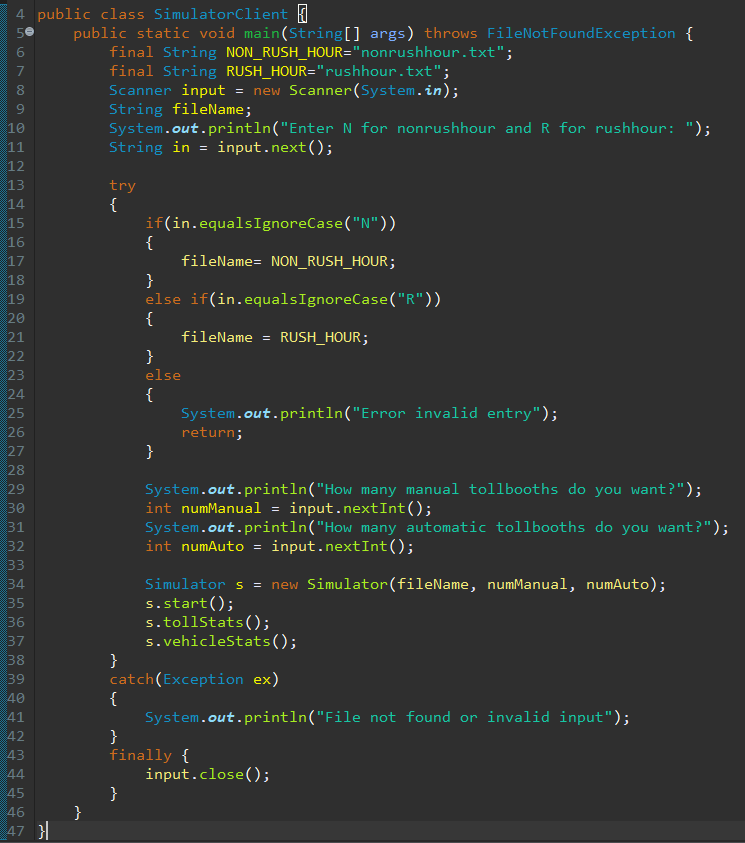 4 public class SimulatorClient {
5 public static void main(String[] args) throws FileNotFoundException {
6 final String NON_RUSH_HOUR="nonrushhour.txt";
7 final String RUSH_HOUR="rushhour.txt";
8 Scanner input = new Scanner(System.in);
9 String fileName;
10 System.out.println("Enter N for nonrushhour and R for rushhour: ");
11 String in = input.next();
12
13 try
14 {
15 if(in.equalsIgnoreCase("N"))
16 {
17 fileName= NON_RUSH_HOUR;
18 }
19 else if(in.equalsIgnoreCase("R"))
20 {
21 fileName = RUSH_HOUR;
22 }
23 else
24 {
25 System.out.println("Error invalid entry");
26 return;
27 }
28
29 System.out.println("How many manual tollbooths do you want?");
30 int numManual = input.nextInt();
31 System.out.println("How many automatic tollbooths do you want?");
32 int numAuto = input.nextInt();
33
34 Simulator s = new Simulator(fileName, numManual, numAuto);
35 s.start();
36 s.tollStats();
37 s.vehicleStats();
38 }
39 catch(Exception ex)
40 {
41 System.out.println("File not found or invalid input");
42 }
43 finally {
44 input.close();
45 }
46 }
47 }